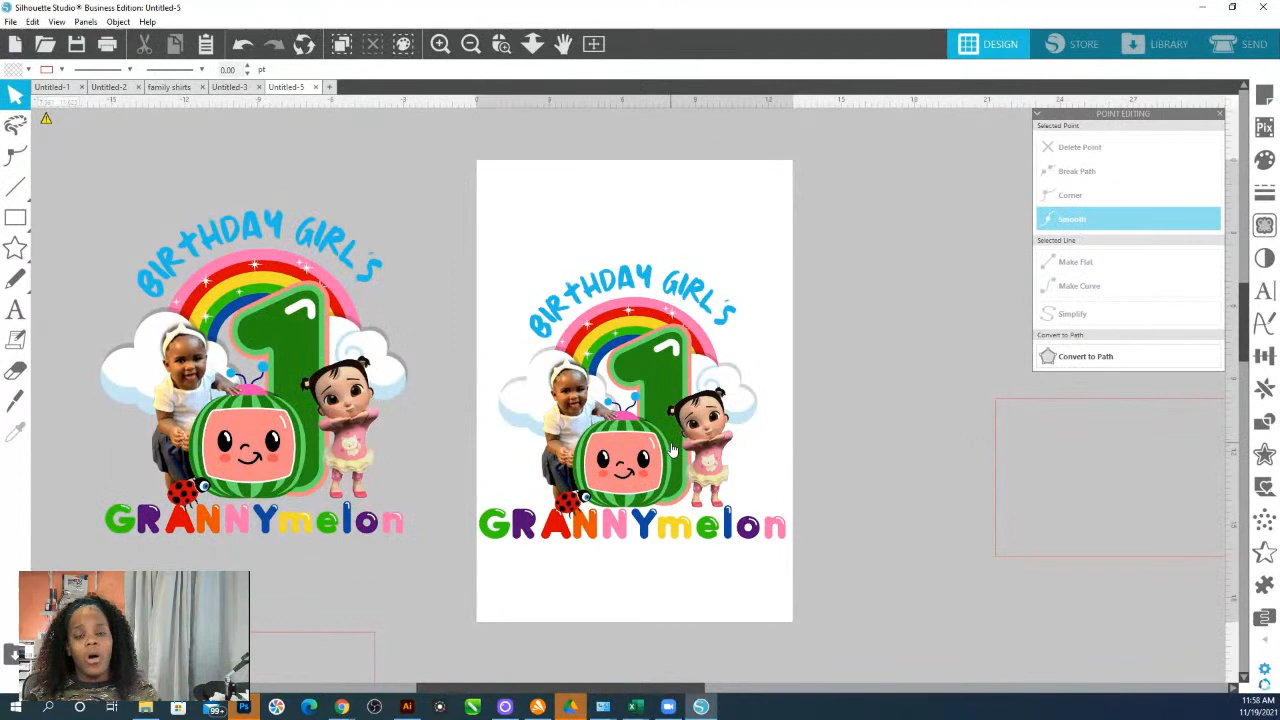 Silhouette Studio® Business Edition: Untitled-5
File Edit View Panels Object Help
DESIGN STORE LIBRARY SEND
0.00 pt
Untitled-1 Untitled-2 family shirts Untitled-3 Untitled-5
POINT EDITING
Selected Point
Delete Point
Break Path
Corner
Smooth
Selected Line
Make Flat
Make Curve
Simplify
Convert to Path
Convert to Path
BIRTHDAY GIRL'S
1
GRANNYmelon
BIRTHDAY GIRL'S
1
GRANNYmelon
99+
11:58 AM
11/19/2021